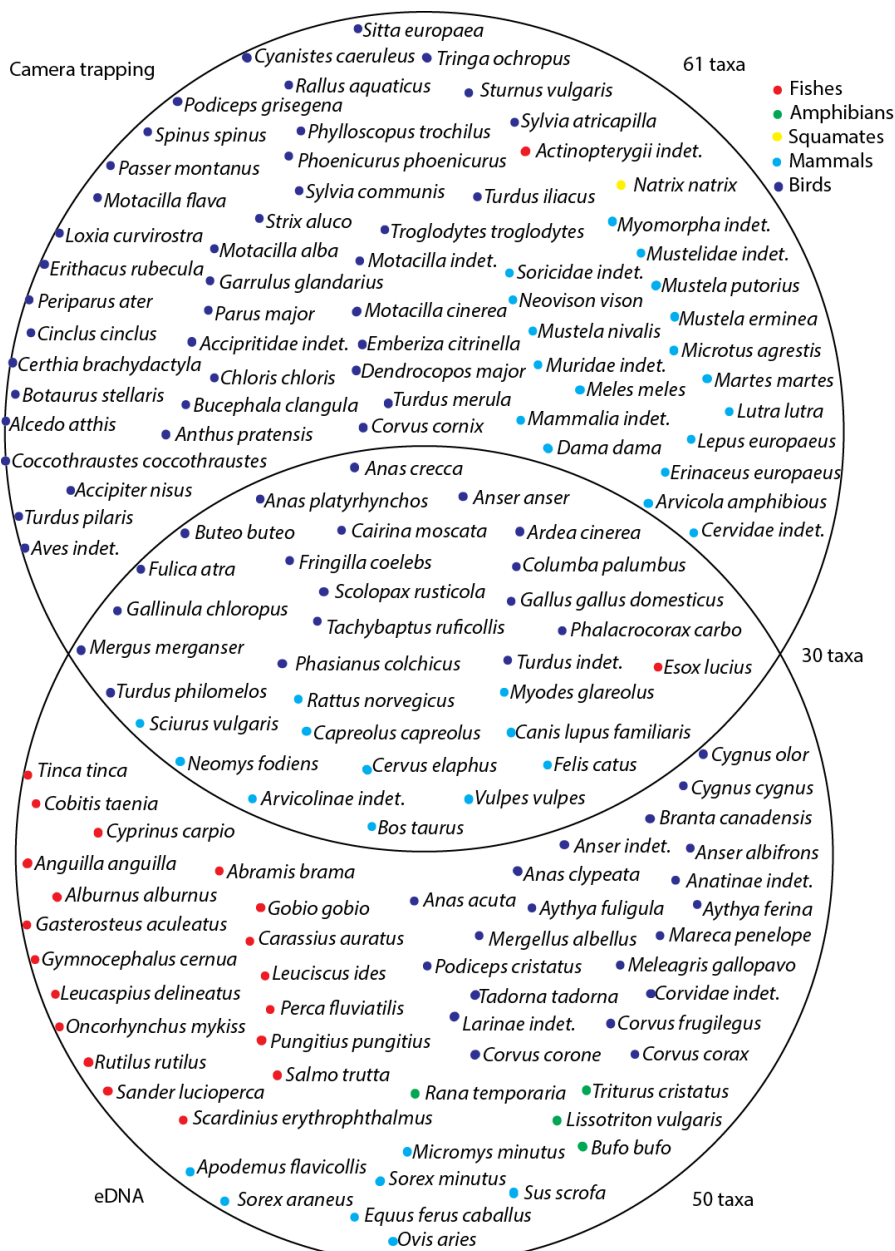 Sitta europaea
Cyanistes caeruleus
Tringa ochropus
Camera trapping
61 taxa
Fishes
Amphibians
Squamates
Mammals
Birds
Rallus aquaticus
Sturnus vulgaris
Podiceps grisegena
Spinus spinus
Phylloscopus trochilus
Sylvia atricapilla
Passer montanus
Phoenicurus phoenicurus
Actinopterygii indet.
Motacilla flava
Sylvia communis
Turdus iliacus
Natrix natrix
Loxia curvirostra
Strix aluco
Troglodytes troglodytes
Myomorpha indet.
Erithacus rubecula
Motacilla alba
Motacilla indet.
Mustelidae indet.
Garrulus glandarius
Soricidae indet.
Mustela putorius
Periparus ater
Parus major
Motacilla cinerea
Neovison vison
Mustela erminea
Cinclus cinclus
Accipitridae indet.
Emberiza citrinella
Mustela nivalis
Microtus agrestis
Certhia brachydactyla
Chloris chloris
Dendrocopos major
Muridae indet.
Martes martes
Botaurus stellaris
Bucephala clangula
Turdus merula
Meles meles
Lutra lutra
Alcedo atthis
Anthus pratensis
Corvus cornix
Mammalia indet.
Lepus europaeus
Coccothraustes coccothraustes
Dama dama
Erinaceus europaeus
Accipiter nisus
Anas crecca
Arvicola amphibious
Turdus pilaris
Anas platyrhynchos
Anser anser
Cervidae indet.
Aves indet.
Buteo buteo
Cairina moscata
Ardea cinerea
Fulica atra
Fringilla coelebs
Columba palumbus
Gallinula chloropus
Scolopax rusticola
Gallus gallus domesticus
Tachybaptus ruficollis
Phalacrocorax carbo
Mergus merganser
Phasianus colchicus
Turdus indet.
Esox lucius
30 taxa
Turdus philomelos
Rattus norvegicus
Myodes glareolus
Sciurus vulgaris
Capreolus capreolus
Canis lupus familiaris
Neomys fodiens
Cervus elaphus
Felis catus
Cygnus olor
Tinca tinca
Arvicolinae indet.
Vulpes vulpes
Cygnus cygnus
Cobitis taenia
Bos taurus
Branta canadensis
Cyprinus carpio
Anser indet.
Anser albifrons
Anguilla anguilla
Abramis brama
Anas clypeata
Anatinae indet.
Alburnus alburnus
Gobio gobio
Anas acuta
Aythya fuligula
Aythya ferina
Gasterosteus aculeatus
Carassius auratus
Mergellus albellus
Mareca penelope
Gymnocephalus cernua
Leuciscus ides
Podiceps cristatus
Meleagris gallopavo
Leucaspius delineatus
Perca fluviatilis
Tadorna tadorna
Corvidae indet.
Oncorhynchus mykiss
Pungitius pungitius
Larinae indet.
Corvus frugilegus
Rutilus rutilus
Salmo trutta
Corvus corone
Corvus corax
Sander lucioperca
Rana temporaria
Triturus cristatus
Scardinius erythrophthalmus
Lissotriton vulgaris
Micromys minutus
Bufo bufo
Apodemus flavicollis
Sorex minutus
eDNA
Sorex araneus
Sus scrofa
50 taxa
Equus ferus caballus
Ovis aries